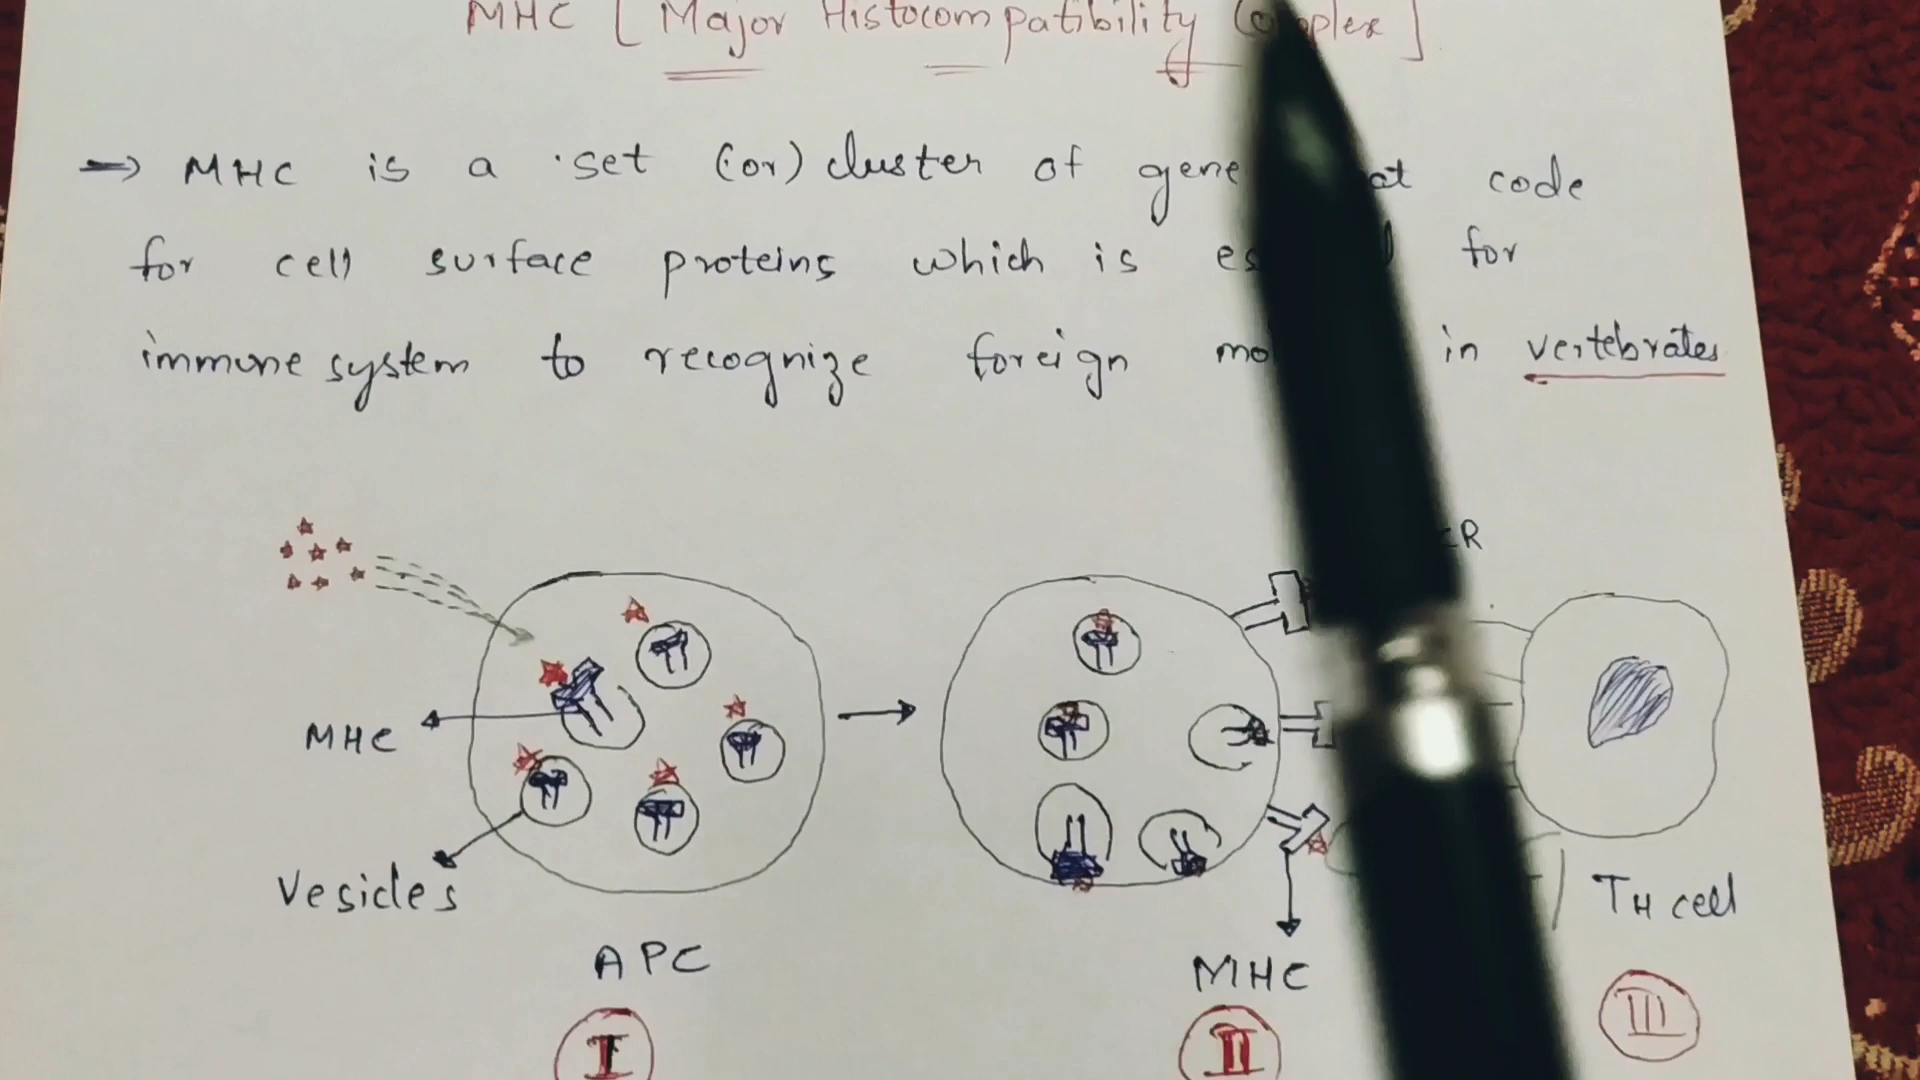 MHC [ Major Histocompatibility Complex ]
→ MHC is a set (or) cluster of code
for cell surface proteins which is for
immune system to recognize foreign in vertebrates
MHC
Vesicles
APC
MHC
TH cell
I
II
III